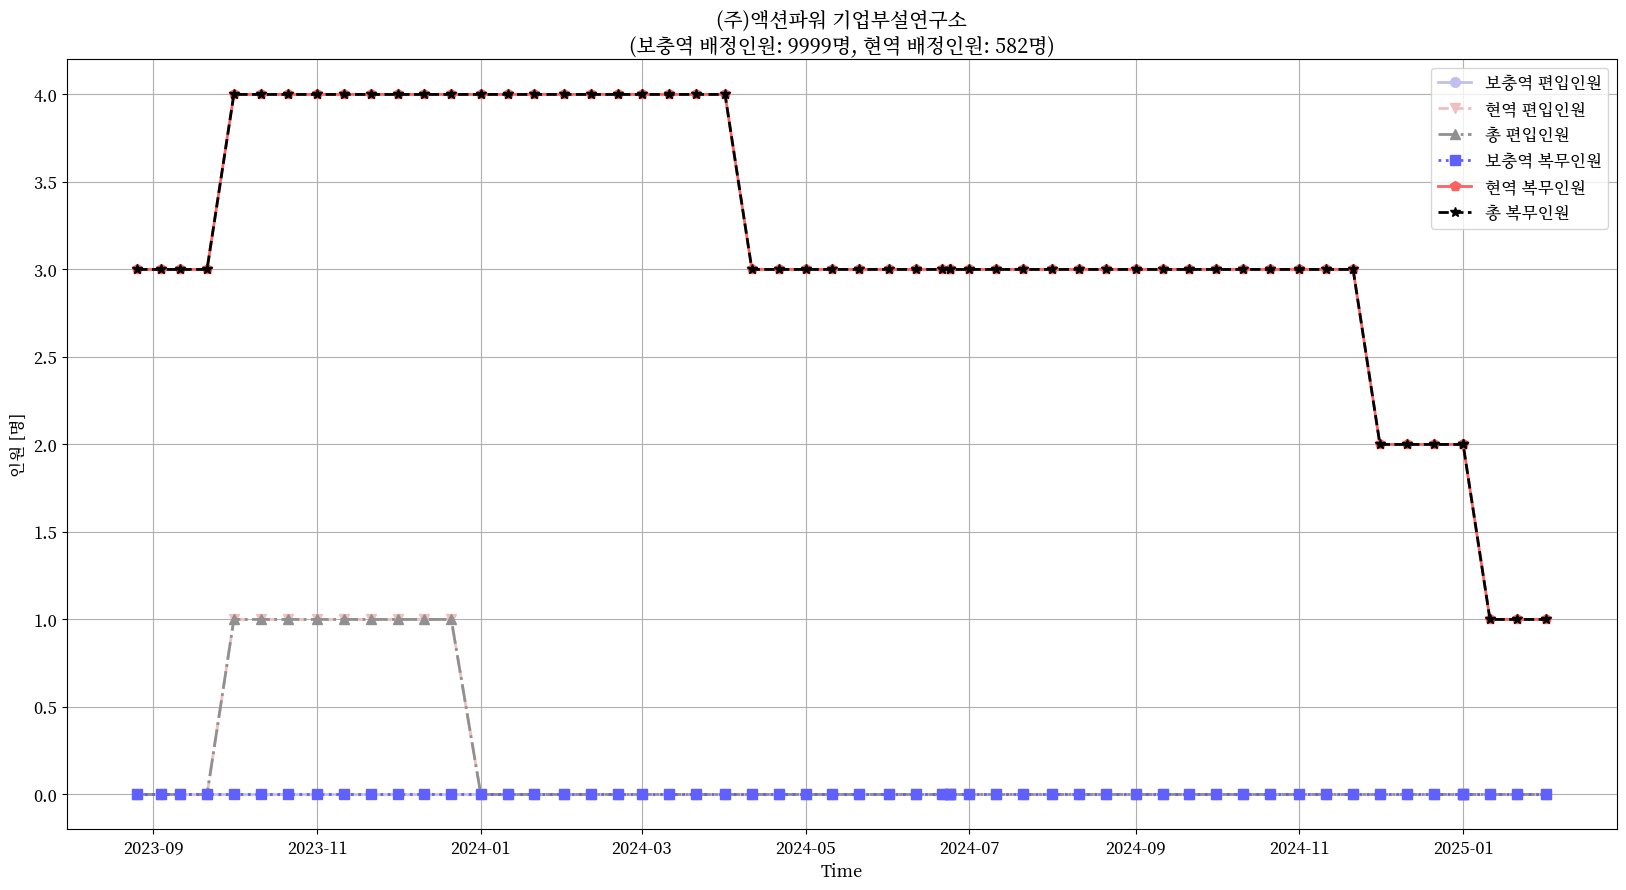 (주)액션파워 기업부설연구소
(보충역 배정인원: 9999명, 현역 배정인원: 582명)
보충역 편입인원
현역 편입인원
총 편입인원
보충역 복무인원
현역 복무인원
총 복무인원
인원 [명]
4.0
3.5
3.0
2.5
2.0
1.5
1.0
0.5
0.0
2023-09 2023-11 2024-01 2024-03 2024-05 2024-07 2024-09 2024-11 2025-01
Time